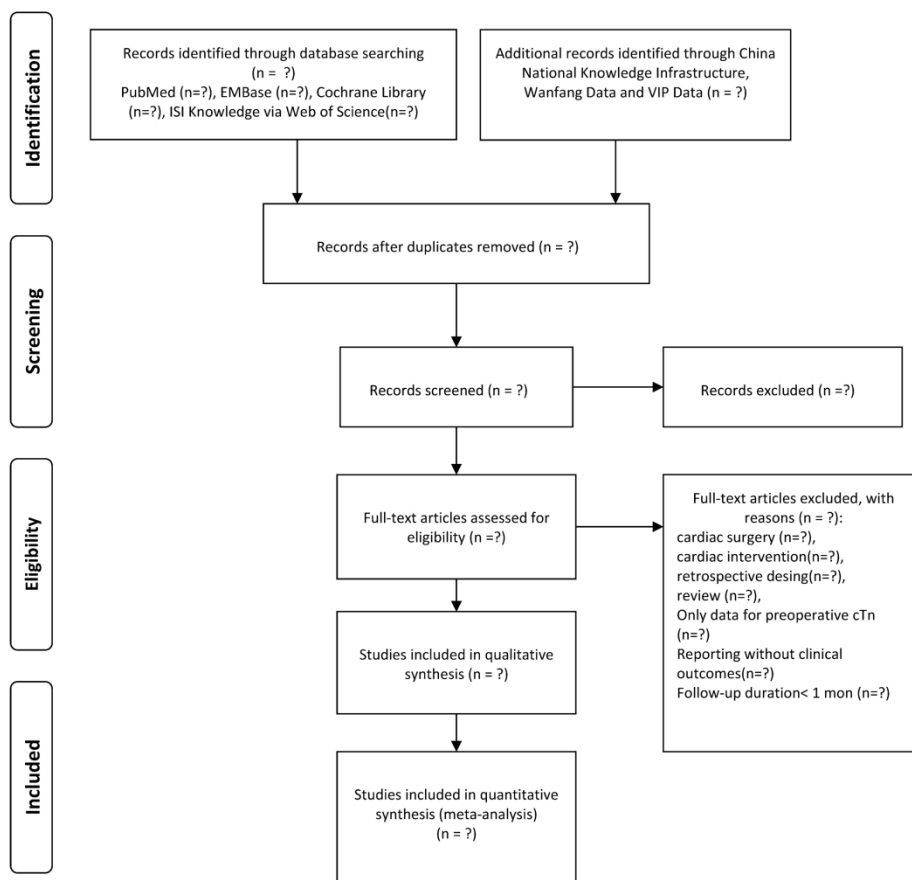 Identification
Records identified through database searching
(n =  ?)
PubMed (n=?), EMBase (n=?), Cochrane Library
(n=?), ISI Knowledge via Web of Science(n=?)
Additional records identified through China
National Knowledge Infrastructure,
Wanfang Data and VIP Data (n = ?)
Records after duplicates removed (n = ?)
Screening
Records screened (n = ?)
Records excluded (n =?)
Eligibility
Full-text articles assessed for
eligibility (n =?)
Full-text articles excluded, with
reasons (n = ?):
cardiac surgery (n=?),
cardiac intervention(n=?),
retrospective desing(n=?),
review (n=?),
Only data for preoperative cTn
(n=?)
Reporting without clinical
outcomes(n=?)
Follow-up duration< 1 mon (n=?)
Studies included in qualitative
synthesis (n = ?)
Included
Studies included in quantitative
synthesis (meta-analysis)
(n = ?)